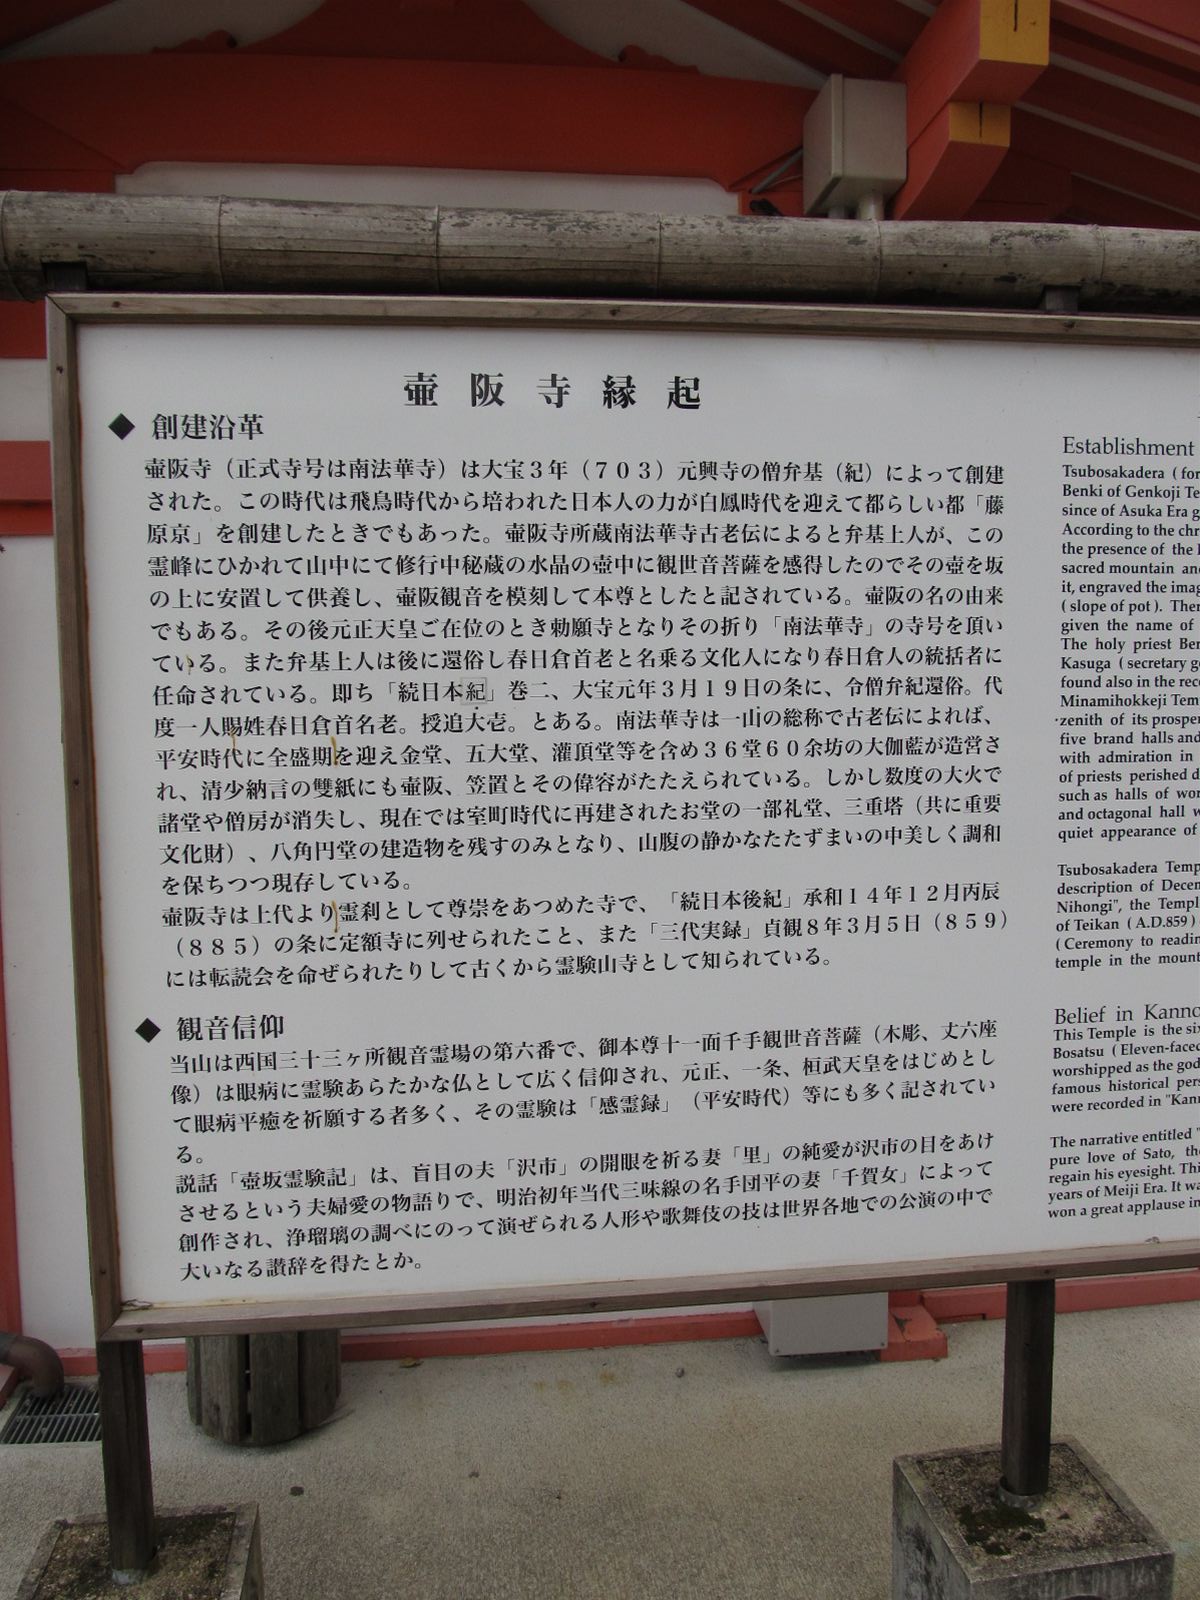 壷阪寺縁起
◆ 創建沿革
壷阪寺（正式寺号は南法華寺）は大宝３年（７０３）元興寺の僧弁基（紀）によって創建
された。この時代は飛鳥時代から培われた日本人の力が白鳳時代を迎えて都らしい都「藤
原京」を創建したときでもあった。壷阪寺所蔵南法華寺古老伝によると弁基上人が、この
霊峰にひかれて山中にて修行中秘蔵の水晶の壷中に観世音菩薩を感得したのでその壷を坂
の上に安置して供養し、壷阪観音を模刻して本尊としたと記されている。壷阪の名の由来
でもある。その後元正天皇ご在位のとき勅願寺となりその折り「南法華寺」の寺号を頂い
ている。また弁基上人は後に還俗し春日倉首老と名乗る文化人になり春日倉人の統括者に
任命されている。即ち「続日本紀」巻二、大宝元年３月１９日の条に、令僧弁紀還俗。代
度一人賜姓春日倉首名老。授追大壱。とある。南法華寺は一山の総称で古老伝によれば、
平安時代に全盛期を迎え金堂、五大堂、灌頂堂等を含め３６堂６０余坊の大伽藍が造営さ
れ、清少納言の雙紙にも壷阪、笠置とその偉容がたたえられている。しかし数度の大火で
諸堂や僧房が消失し、現在では室町時代に再建されたお堂の一部礼堂、三重塔（共に重要
文化財）、八角円堂の建造物を残すのみとなり、山腹の静かなたたずまいの中美しく調和
を保ちつつ現存している。
壷阪寺は上代より霊刹として尊崇をあつめた寺で、「続日本後紀」承和１４年１２月丙辰
（８８５）の条に定額寺に列せられたこと、また「三代実録」貞観８年３月５日（８５９）
には転読会を命ぜられたりして古くから霊験山寺として知られている。
◆ 観音信仰
当山は西国三十三ヶ所観音霊場の第六番で、御本尊十一面千手観世音菩薩（木彫、丈六座
像）は眼病に霊験あらたかな仏として広く信仰され、元正、一条、桓武天皇をはじめとし
て眼病平癒を祈願する者多く、その霊験は「感霊録」（平安時代）等にも多く記されてい
る。
説話「壺坂霊験記」は、盲目の夫「沢市」の開眼を祈る妻「里」の純愛が沢市の目をあけ
させるという夫婦愛の物語りで、明治初年当代三味線の名手団平の妻「千賀女」によって
創作され、浄瑠璃の調べにのって演ぜられる人形や歌舞伎の技は世界各地での公演の中で
大いなる讃辞を得たとか。
Establishment
Tsubosakadera (for
Benki of Genkoji Te
since of Asuka Era g
According to the chr
the presence of the
sacred mountain and
it, engraved the imag
(slope of pot). Then
given the name of
The holy priest Ben
Kasuga (secretary ge
found also in the rec
Minamihokkeji Tem
zenith of its prosper
five brand halls and
with admiration in
of priests perished d
such as halls of wor
and octagonal hall w
quiet appearance of
Tsubosakadera Temp
description of Decem
Nihongi", the Templ
of Teikan (A.D.859)
(Ceremony to readin
temple in the mount
Belief in Kanno
This Temple is the six
Bosatsu (Eleven-faced
worshipped as the god
famous historical pers
were recorded in "Kan
The narrative entitled "
pure love of Sato, the
regain his eyesight. Thi
years of Meiji Era. It wa
won a great applause in